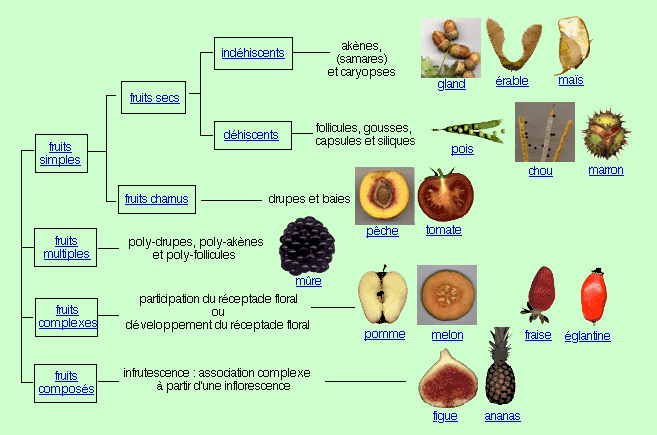 indéhiscents
akènes,
(samares)
et caryopses
gland
érable
maïs
fruits secs
déhiscents
follicules, gousses,
capsules et siliques
pois
chou
marron
fruits
simples
fruits charnus
drupes et baies
pêche
tomate
fruits
multiples
poly-drupes, poly-akènes
et poly-follicules
mûre
fruits
complexes
participation du réceptacle floral
ou
développement du réceptacle floral
pomme
melon
fraise
églantine
fruits
composés
infrutescence : association complexe
à partir d'une inflorescence
figue
ananas